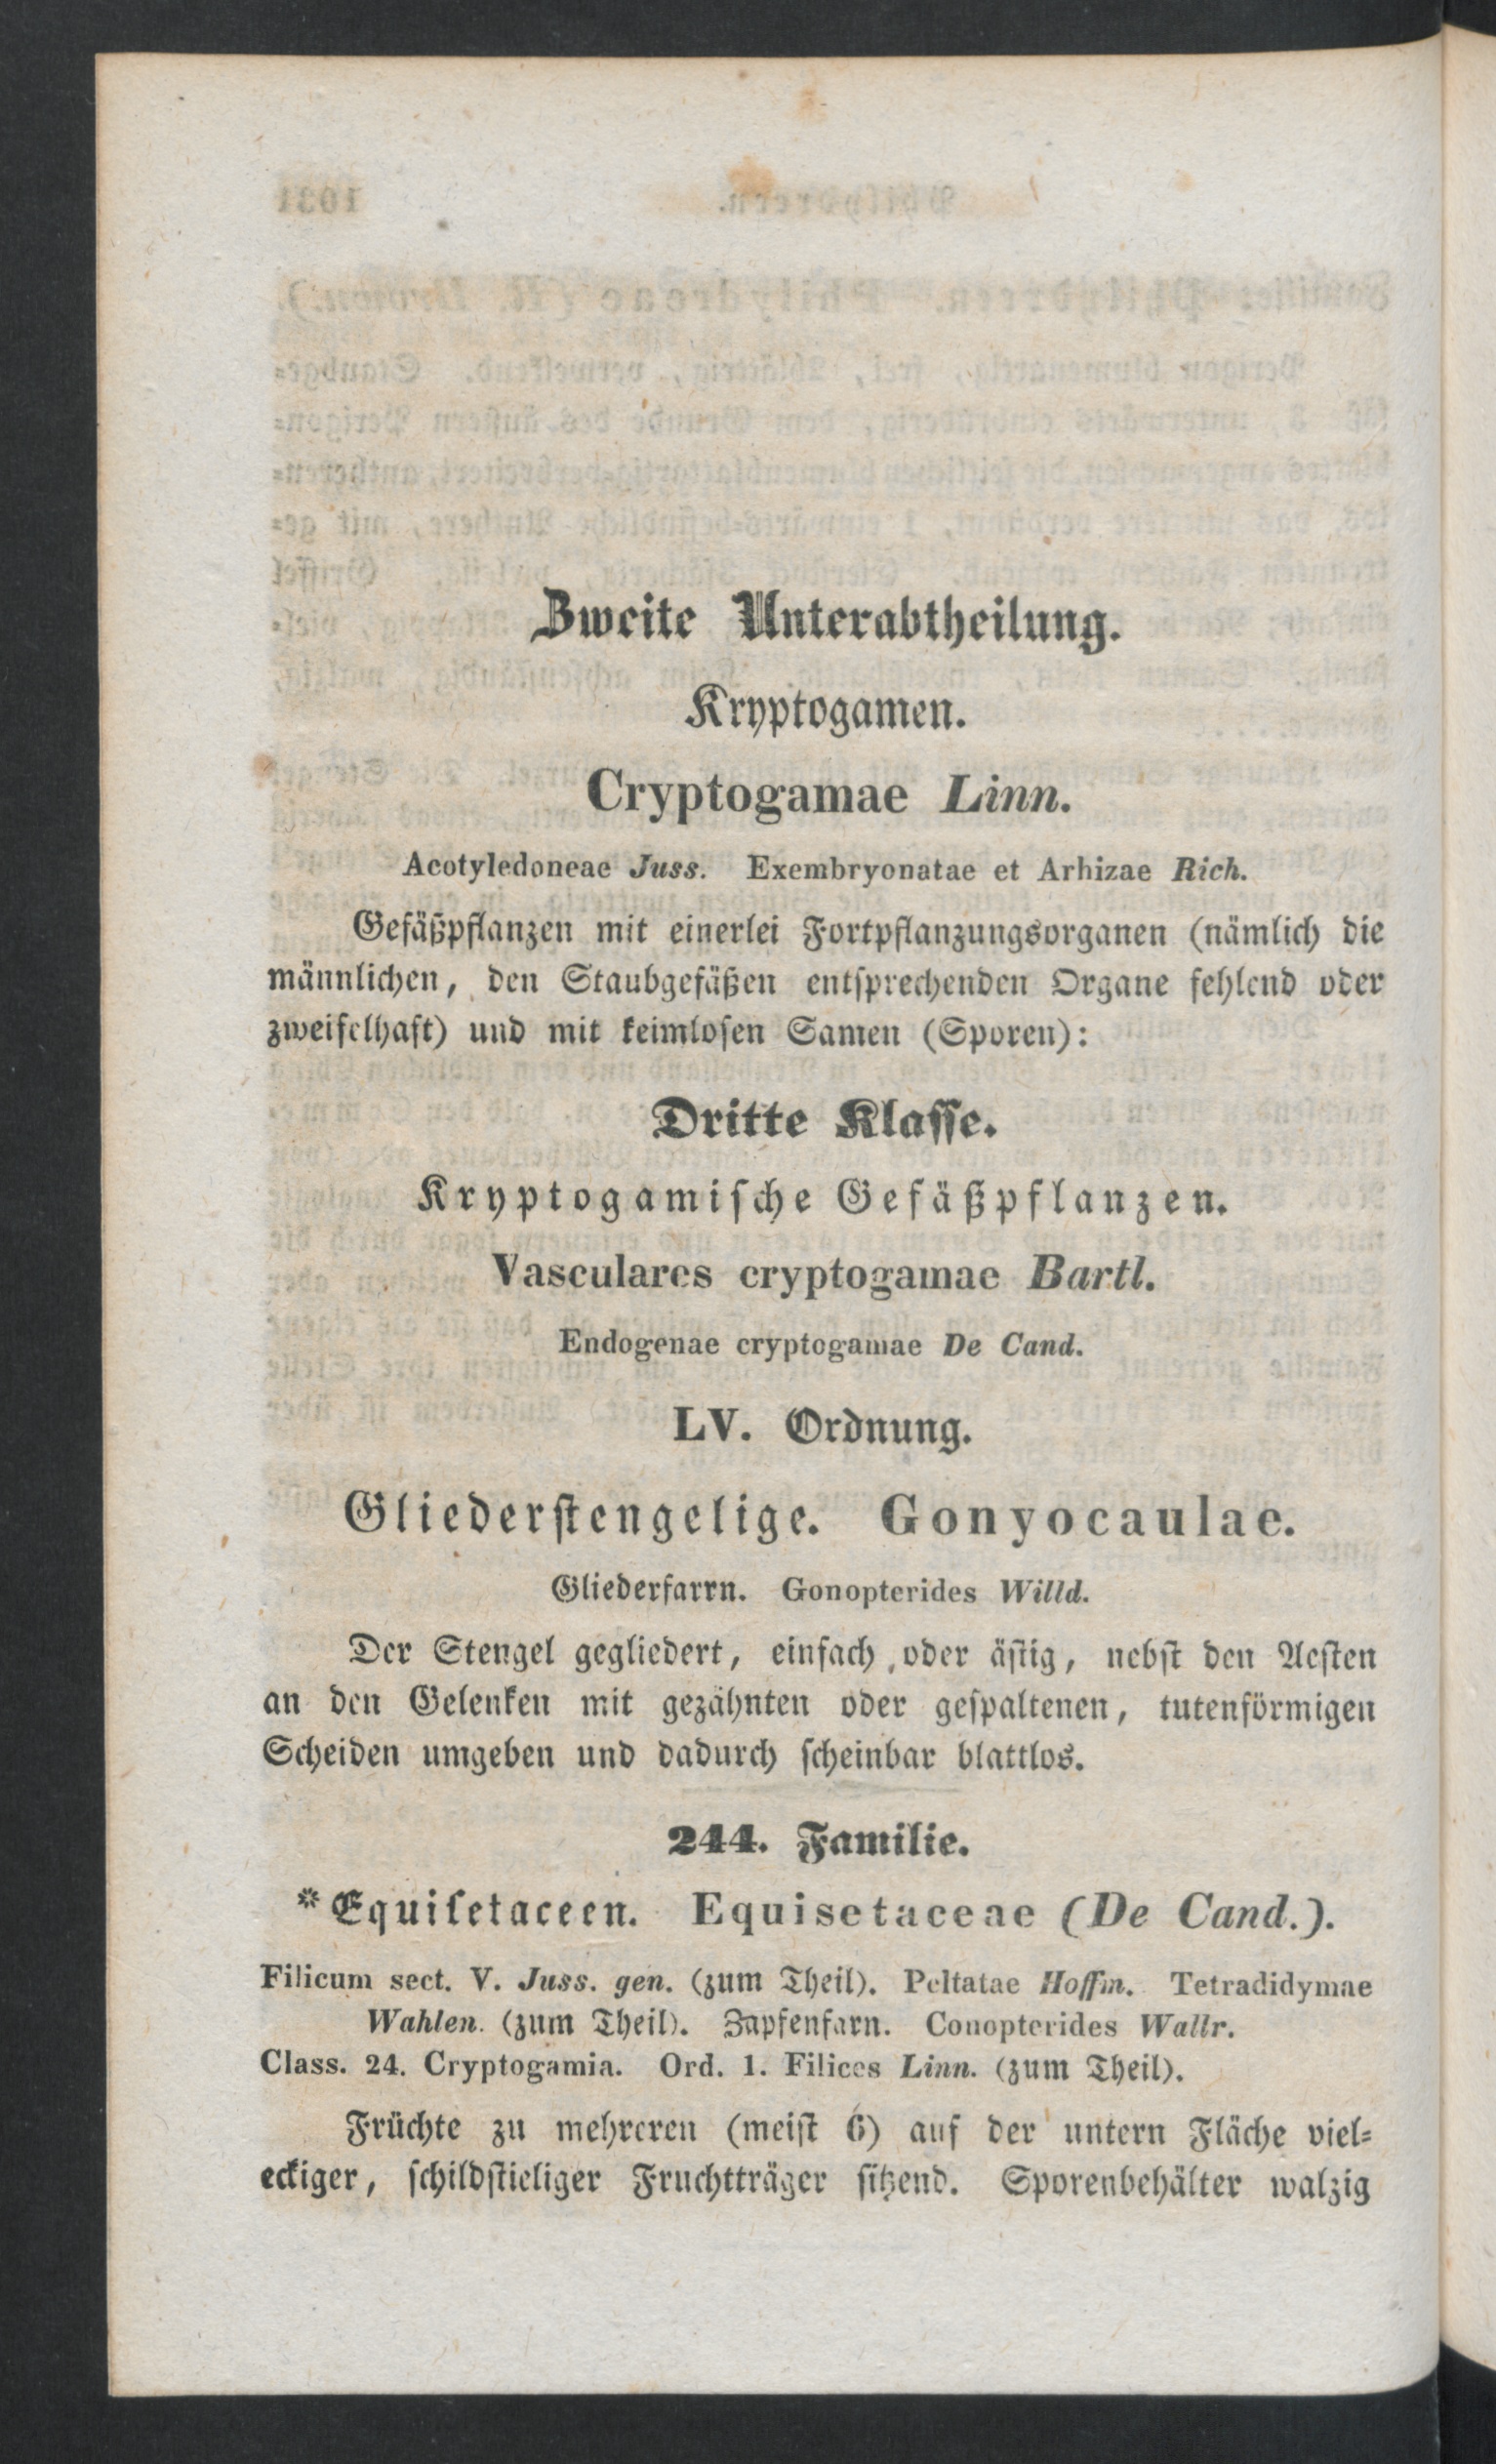 Zweite Unterabtheilung.
Kryptogamen.
Cryptogamae Linn.
Acotyledoneae Juss. Exembryonatae et Arhizae Rich.
Gefäßpflanzen mit einerlei Fortpflanzungsorganen (nämlich die
männlichen, den Staubgefäßen entsprechenden Organe fehlend oder
zweifelhaft) und mit keimlosen Samen (Sporen):
Dritte Klasse.
Kryptogamische Gefäßpflanzen.
Vasculares cryptogamae Bartl.
Endogenae cryptogamae De Cand.
LV. Ordnung.
Gliederstengelige. Gonyocaulae.
Gliederfarrn. Gonopterides Willd.
Der Stengel gegliedert, einfach oder ästig, nebst den Aesten
an den Gelenken mit gezähnten oder gespaltenen, tutenförmigen
Scheiden umgeben und dadurch scheinbar blattlos.
244. Familie.
*Equisetaceen. Equisetaceae (De Cand.).
Filicum sect. V. Juss. gen. (zum Theil). Peltatae Hoffm. Tetradidymae
Wahlen. (zum Theil). Zapfenfarn. Conopterides Wallr.
Class. 24. Cryptogamia. Ord. 1. Filices Linn. (zum Theil).
Früchte zu mehreren (meist 6) auf der untern Fläche viel-
eckiger, schildstieliger Fruchtträger sitzend. Sporenbehälter walzig